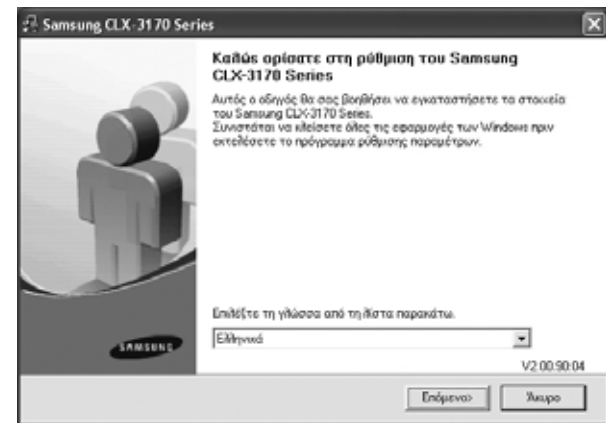 Samsung CLX-3170 Series
Καλώς ορίσατε στη ρύθμιση του Samsung
CLX-3170 Series
Αυτός ο οδηγός θα σας βοηθήσει να εγκαταστήσετε τα στοιχεία
του Samsung CLX-3170 Series.
Συνιστάται να κλείσετε όλες τις εφαρμογές των Windows πριν
εκτελέσετε το πρόγραμμα ρύθμισης παραμέτρων.
Επιλέξτε τη γλώσσα από τη λίστα παρακάτω.
Ελληνικά
SAMSUNG
V2.00.90:04
Επόμενο>
Άκυρο